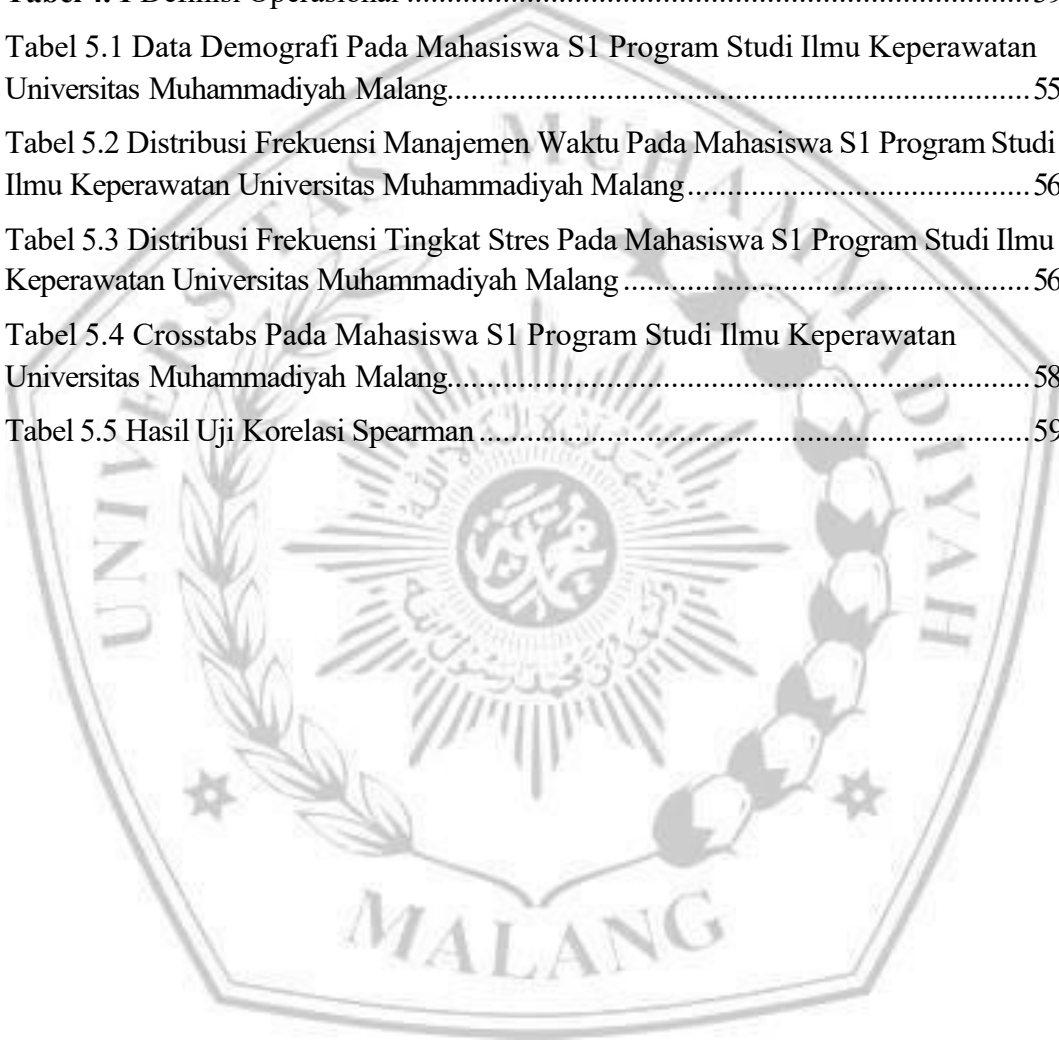 Tabel 4. 1 Definisi Operasional ........ 39
Tabel 5.1 Data Demografi Pada Mahasiswa S1 Program Studi Ilmu Keperawatan
Universitas Muhammadiyah Malang........ 55
Tabel 5.2 Distribusi Frekuensi Manajemen Waktu Pada Mahasiswa S1 Program Studi
Ilmu Keperawatan Universitas Muhammadiyah Malang ........ 56
Tabel 5.3 Distribusi Frekuensi Tingkat Stres Pada Mahasiswa S1 Program Studi Ilmu
Keperawatan Universitas Muhammadiyah Malang ........ 56
Tabel 5.4 Crosstabs Pada Mahasiswa S1 Program Studi Ilmu Keperawatan
Universitas Muhammadiyah Malang........ 58
Tabel 5.5 Hasil Uji Korelasi Spearman ........ 59
UNIVERSITAS MUHAMMADIYAH
MALANG